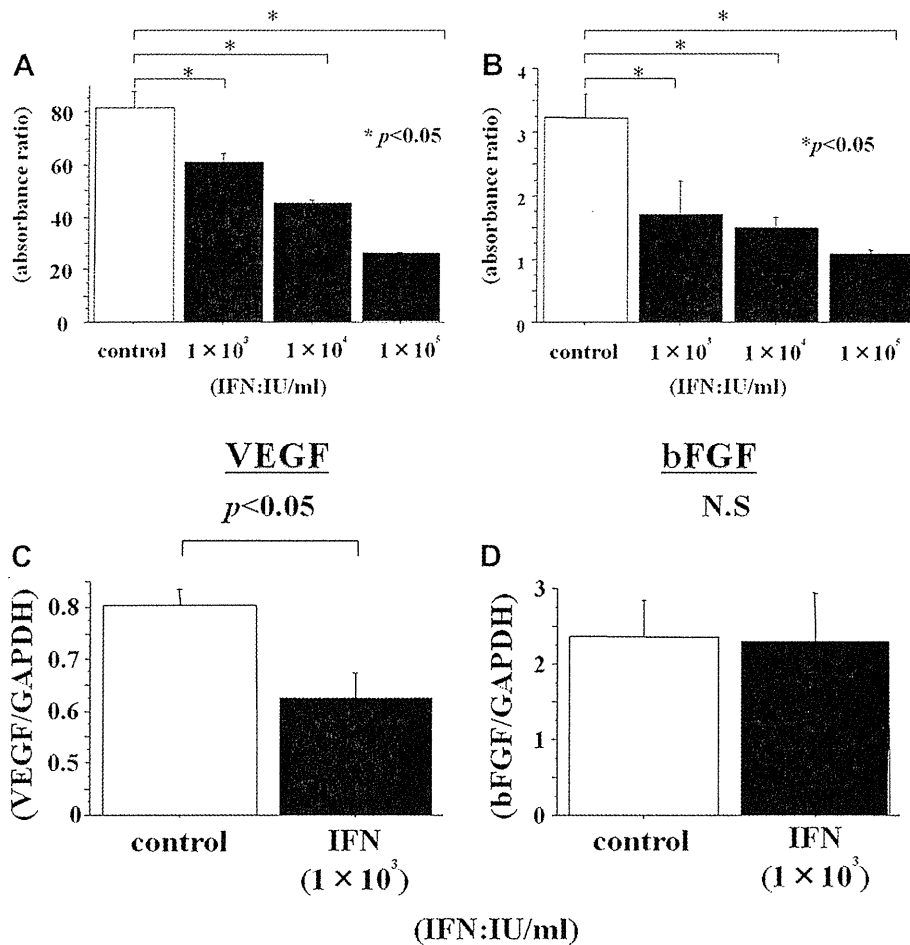 *
*
*
A
80
60
40
20
0
(absorbance ratio)
* p<0.05
control
1×10³
1×10⁴
1×10⁵
(IFN:IU/ml)
*
*
*
B
4
3
3
2
2
1
1
0
(absorbance ratio)
*p<0.05
control
1×10³
1×10⁴
1×10⁵
(IFN:IU/ml)
VEGF
p<0.05
C
0.8
0.7
0.6
0.5
0
(VEGF/GAPDH)
control
IFN
(1×10³)
bFGF
N.S
D
3
2
1
0
(bFGF/GAPDH)
control
IFN
(1×10³)
(IFN:IU/ml)